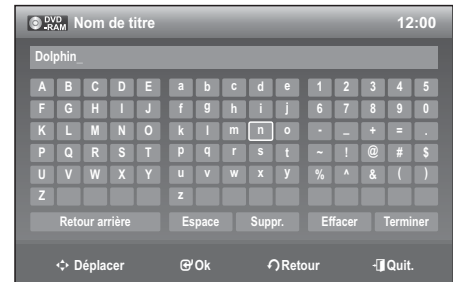 DVD -RAM Nom de titre 12:00
Dolphin_
A B C D E a b c d e 1 2 3 4 5
F G H I J f g h i j 6 7 8 9 0
K L M N O k l m n o - _ + = .
P Q R S T p q r s t ~ ! @ # $
U V W X Y u v w x y % ^ & ( )
Z z
Retour arrière Espace Suppr. Effacer Terminer
Déplacer Ok Retour Quit.